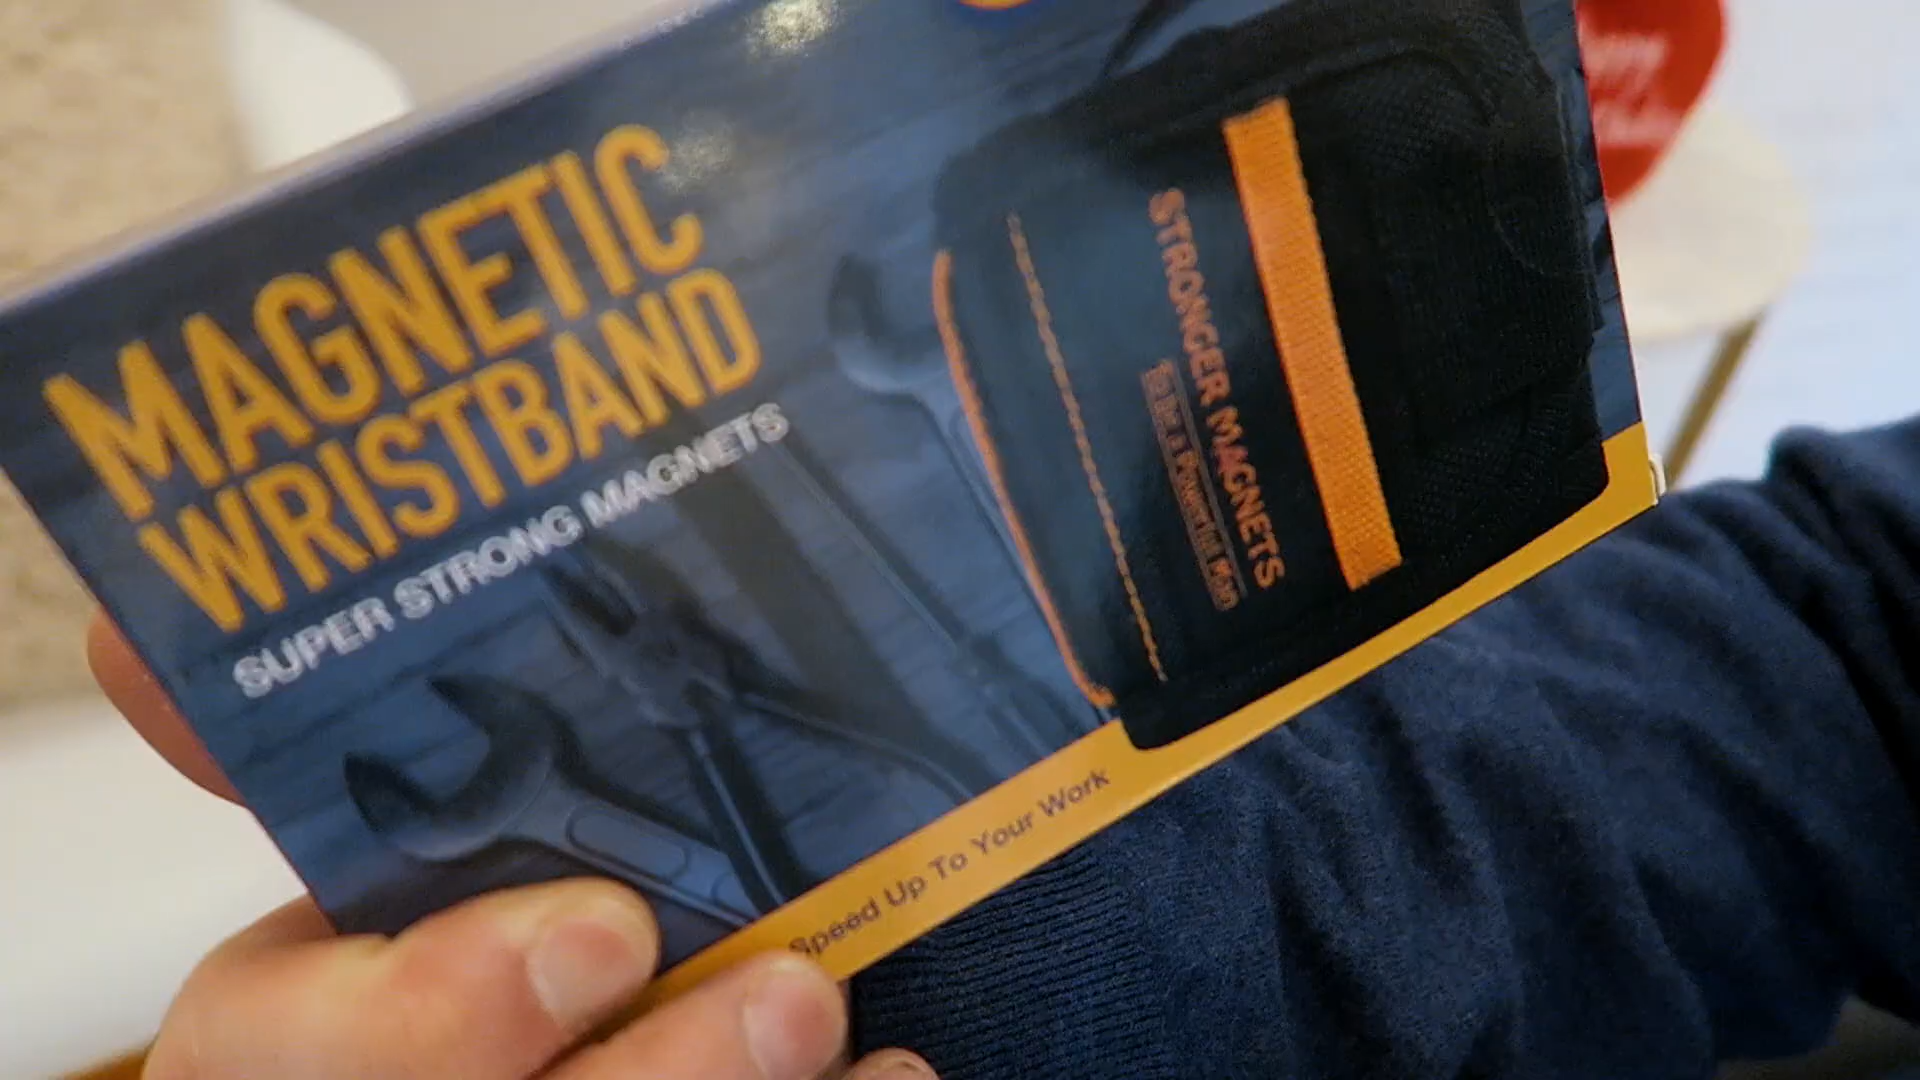 MAGNETIC
WRISTBAND
SUPER STRONG MAGNETS
STRONGER MAGNETS
Speed Up To Your Work